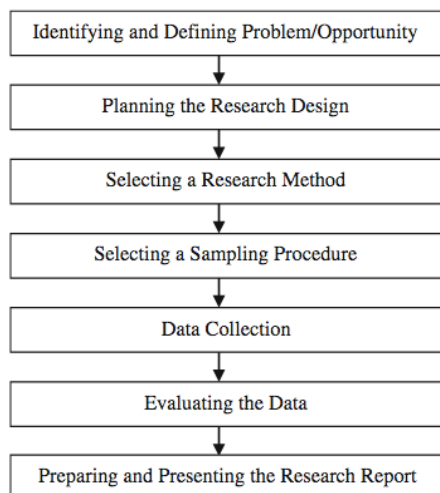 Identifying and Defining Problem/Opportunity
Planning the Research Design
Selecting a Research Method
Selecting a Sampling Procedure
Data Collection
Evaluating the Data
Preparing and Presenting the Research Report